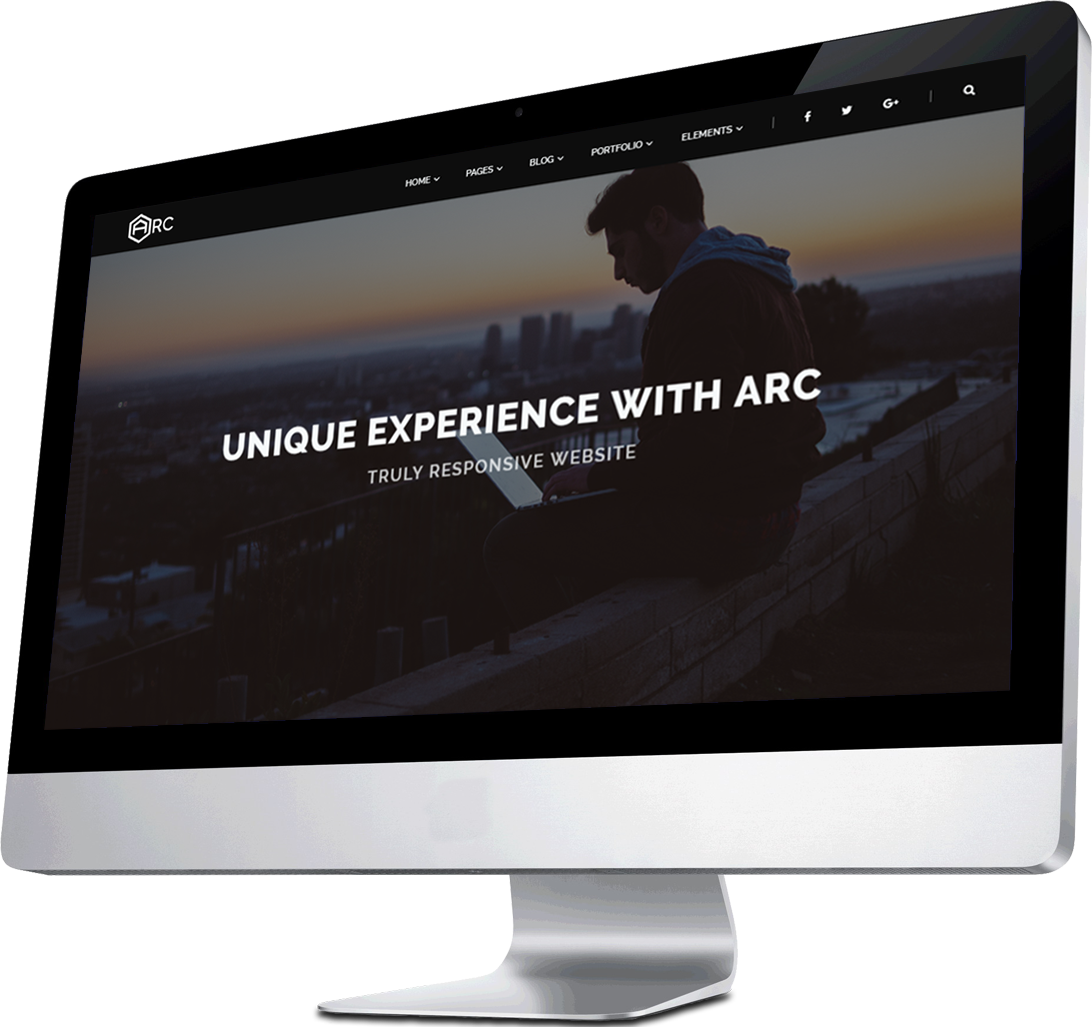 ARC
HOME
PAGES
BLOG
PORTFOLIO
ELEMENTS
UNIQUE EXPERIENCE WITH ARC
TRULY RESPONSIVE WEBSITE